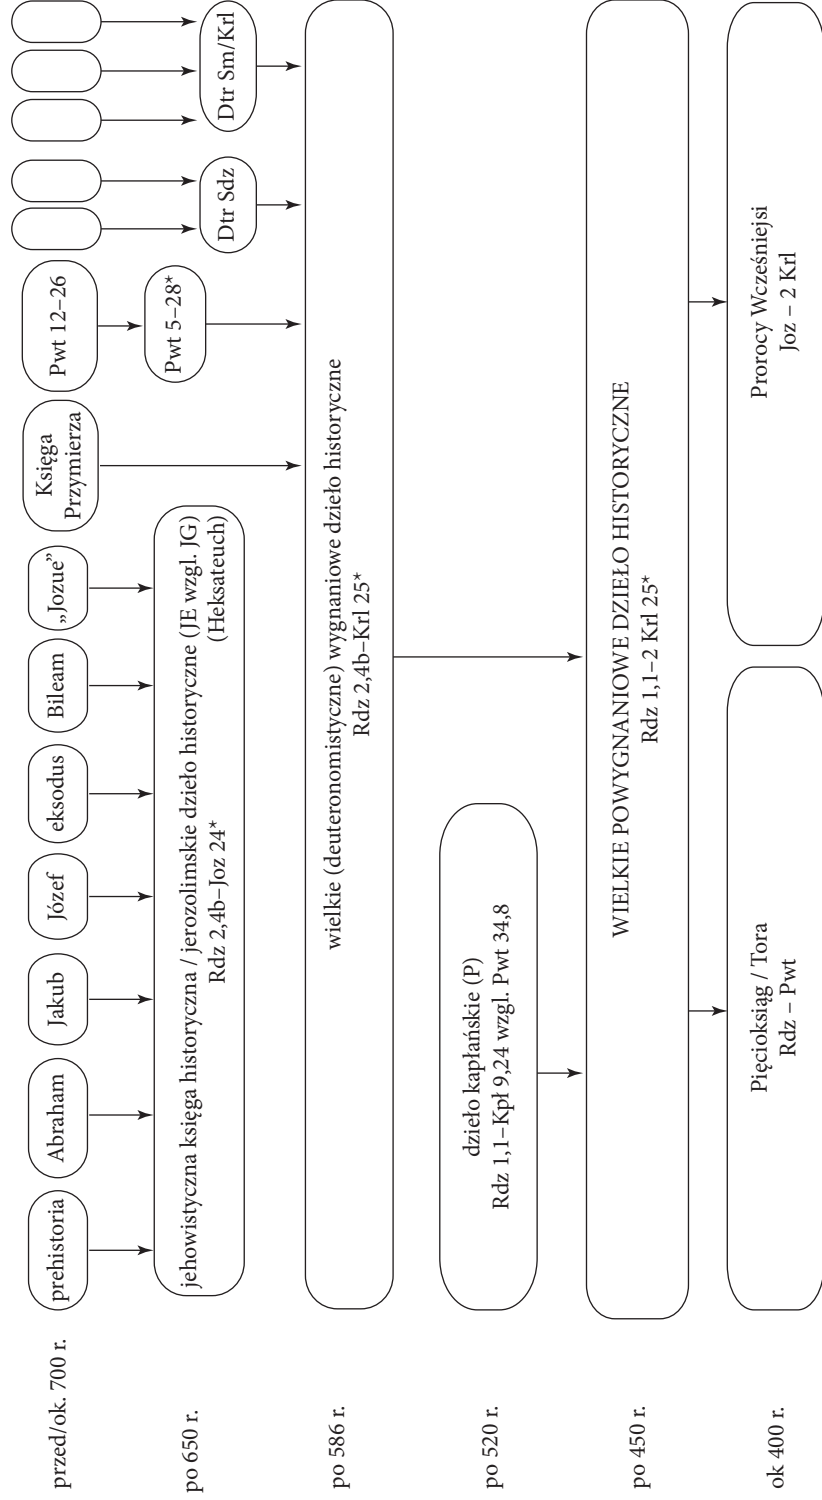 przed/ok. 700 r.
prehistoria
Abraham
Jakub
Józef
eksodus
Bileam
„Jozue”
Księga
Przymierza
Pwt 12–26
po 650 r.
jehowistyczna księga historyczna / jerozolimskie dzieło historyczne (JE wzgl. JG)
Rdz 2,4b–Joz 24*
(Heksateuch)
Pwt 5–28*
Dtr Sdz
Dtr Sm/Krl
po 586 r.
wielkie (deuteronomistyczne) wygnaniowe dzieło historyczne
Rdz 2,4b–Krl 25*
po 520 r.
dzieło kapłańskie (P)
Rdz 1,1–Kpł 9,24 wzgl. Pwt 34,8
po 450 r.
WIELKIE POWYGNANIOWE DZIEŁO HISTORYCZNE
Rdz 1,1–2 Krl 25*
ok 400 r.
Pięcioksiąg / Tora
Rdz – Pwt
Prorocy Wcześniejsi
Joz – 2 Krl